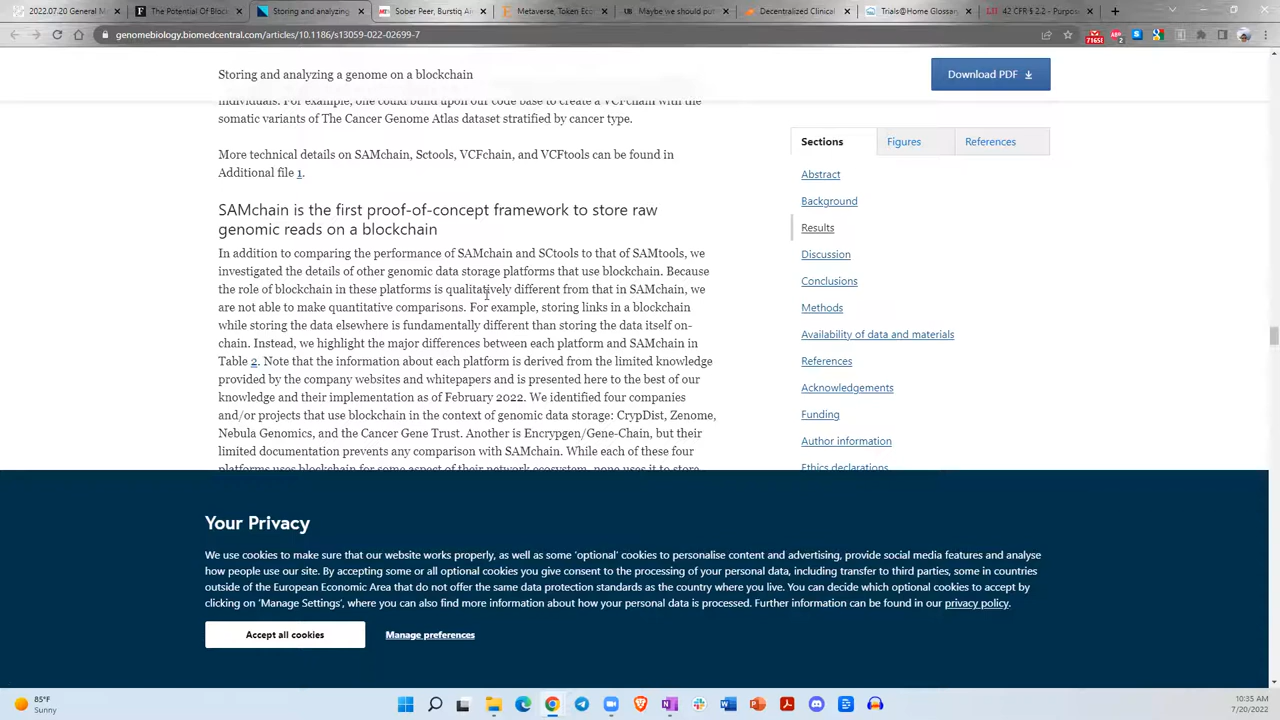 2022.07.20 General M
The Potential Of Block
Storing and analyzing
Sober Peer, Burstiq Air
Metaverse, Token Eco
Maybe we should put
Decentralized Clinical
Trials@Home Glossary
42 CFR § 2.2 - Purpos
genomebiology.biomedcentral.com/articles/10.1186/s13059-022-02699-7
Storing and analyzing a genome on a blockchain
Download PDF
individuals. For example, one could build upon our code base to create a VCFchain with the
somatic variants of The Cancer Genome Atlas dataset stratified by cancer type.
More technical details on SAMchain, Sctools, VCFchain, and VCFtools can be found in
Additional file 1.
SAMchain is the first proof-of-concept framework to store raw
genomic reads on a blockchain
In addition to comparing the performance of SAMchain and SCtools to that of SAMtools, we
investigated the details of other genomic data storage platforms that use blockchain. Because
the role of blockchain in these platforms is qualitatively different from that in SAMchain, we
are not able to make quantitative comparisons. For example, storing links in a blockchain
while storing the data elsewhere is fundamentally different than storing the data itself on-
chain. Instead, we highlight the major differences between each platform and SAMchain in
Table 2. Note that the information about each platform is derived from the limited knowledge
provided by the company websites and whitepapers and is presented here to the best of our
knowledge and their implementation as of February 2022. We identified four companies
and/or projects that use blockchain in the context of genomic data storage: CrypDist, Zenome,
Nebula Genomics, and the Cancer Gene Trust. Another is Encrypgen/Gene-Chain, but their
limited documentation prevents any comparison with SAMchain. While each of these four
platforms uses blockchain for some aspect of their network ecosystem, none uses it to store
Sections
Figures
References
Abstract
Background
Results
Discussion
Conclusions
Methods
Availability of data and materials
References
Acknowledgements
Funding
Author information
Ethics declarations
Your Privacy
We use cookies to make sure that our website works properly, as well as some 'optional' cookies to personalise content and advertising, provide social media features and analyse
how people use our site. By accepting some or all optional cookies you give consent to the processing of your personal data, including transfer to third parties, some in countries
outside of the European Economic Area that do not offer the same data protection standards as the country where you live. You can decide which optional cookies to accept by
clicking on 'Manage Settings', where you can also find more information about how your personal data is processed. Further information can be found in our privacy policy.
Accept all cookies
Manage preferences
85°F
Sunny
10:35 AM
7/20/2022